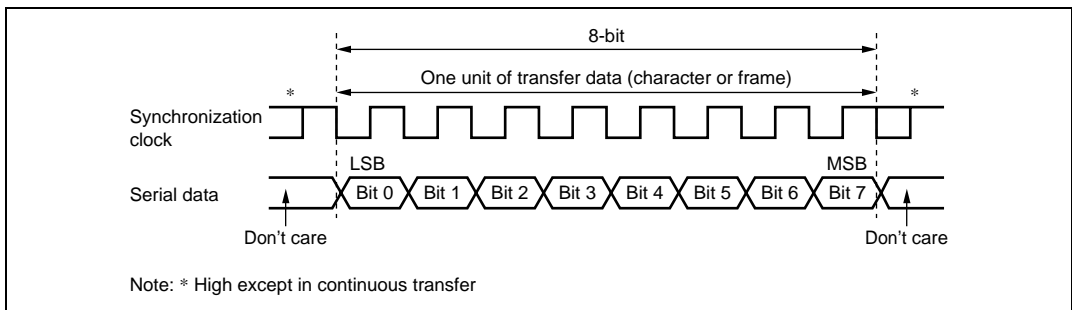 8-bit
One unit of transfer data (character or frame)
*
*
Synchronization
clock
LSB
MSB
Serial data
Bit 0
Bit 1
Bit 2
Bit 3
Bit 4
Bit 5
Bit 6
Bit 7
Don't care
Don't care
Note: * High except in continuous transfer